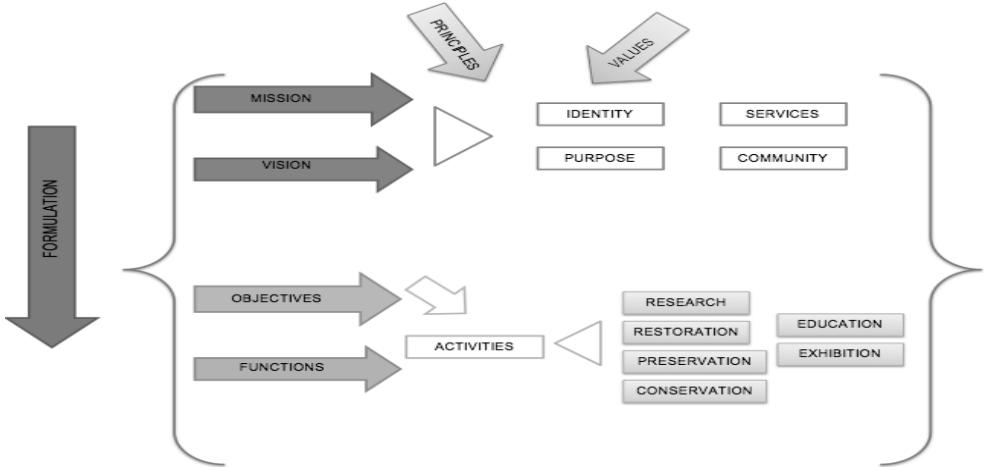 PRINCIPLES
VALUES
MISSION
IDENTITY
SERVICES
VISION
PURPOSE
COMMUNITY
FORMULATION
OBJECTIVES
ACTIVITIES
FUNCTIONS
RESEARCH
RESTORATION
PRESERVATION
CONSERVATION
EDUCATION
EXHIBITION